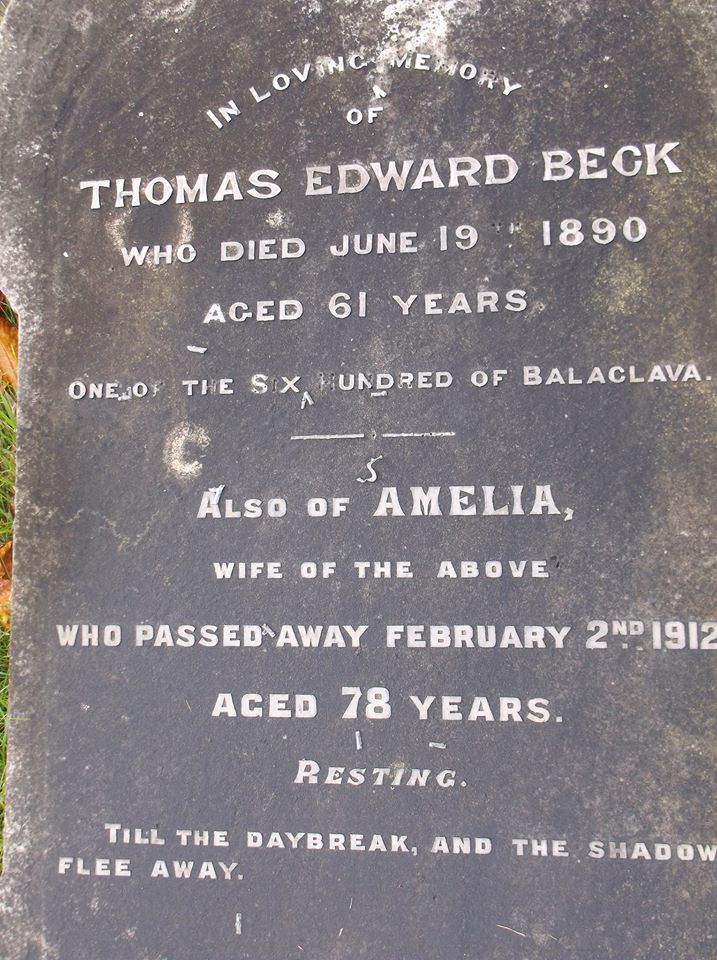 IN LOVING MEMORY
OF
THOMAS EDWARD BECK
WHO DIED JUNE 19TH 1890
AGED 61 YEARS
ONE OF THE SIX HUNDRED OF BALACLAVA.
ALSO OF AMELIA,
WIFE OF THE ABOVE
WHO PASSED AWAY FEBRUARY 2ND 1912
AGED 78 YEARS.
RESTING.
TILL THE DAYBREAK, AND THE SHADOW
FLEE AWAY.